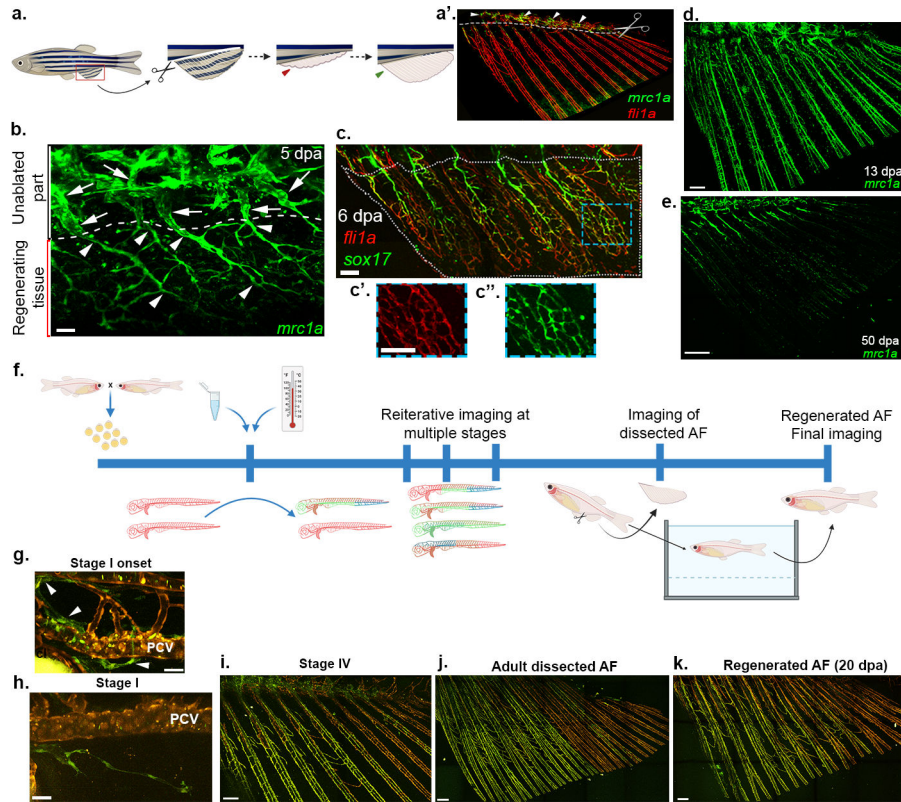 a.
a'.
mrc1a
fli1a
d.
13 dpa
mrc1a
b.
Unablated
part
Regenerating
tissue
5 dpa
mrc1a
c.
6 dpa
fli1a
sox17
c'.
c''.
e.
50 dpa
mrc1a
f.
x
°F
°C
Reiterative imaging at
multiple stages
Imaging of
dissected AF
Regenerated AF
Final imaging
g.
Stage I onset
PCV
h.
Stage I
PCV
i.
Stage IV
j.
Adult dissected AF
k.
Regenerated AF (20 dpa)